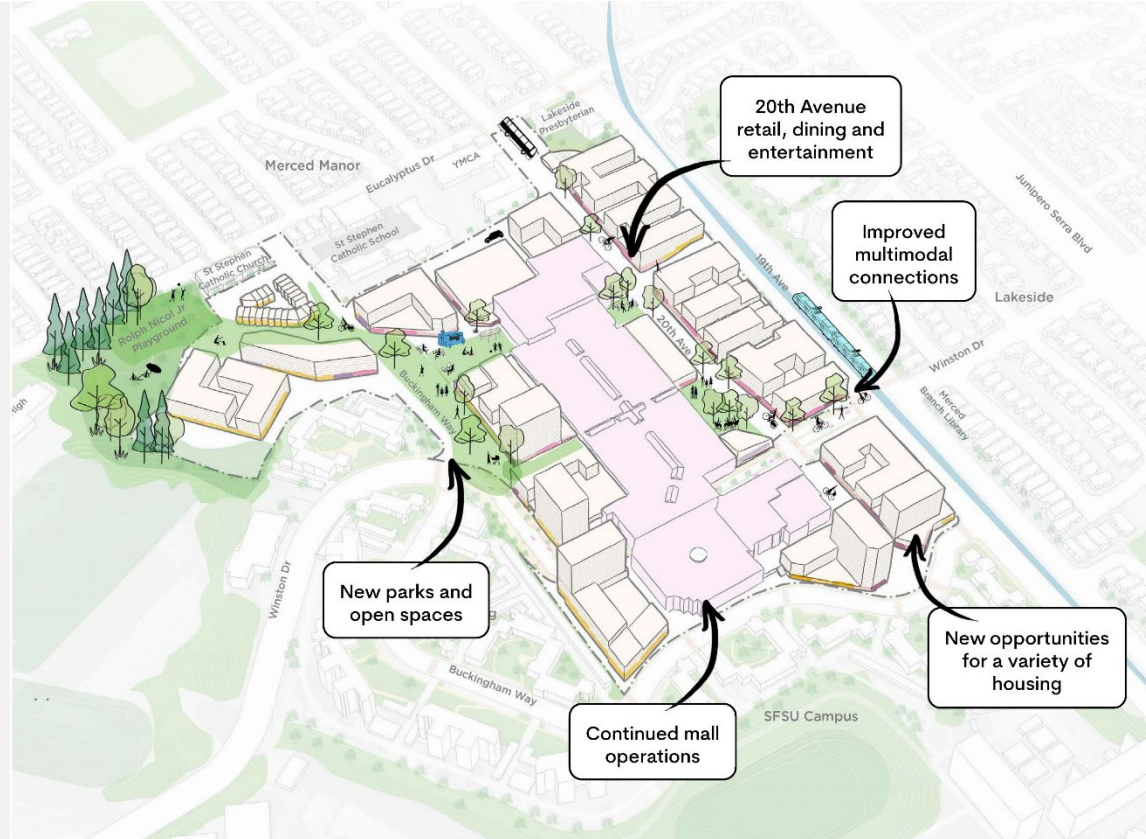 Lakeside
Presbyterian
20th Avenue
retail, dining and
entertainment
Merced Manor
Eucalyptus Dr
YMCA
Junipero Serra Blvd
St Stephen
Catholic School
Improved
multimodal
connections
St Stephen
Catholic Church
19th Ave
Lakeside
Rolph Nicol Jr
Playground
20th Ave
Winston Dr
Merced
Branch Library
Buckingham Way
New parks and
open spaces
Winston Dr
New opportunities
for a variety of
housing
Buckingham Way
Continued mall
operations
SFSU Campus